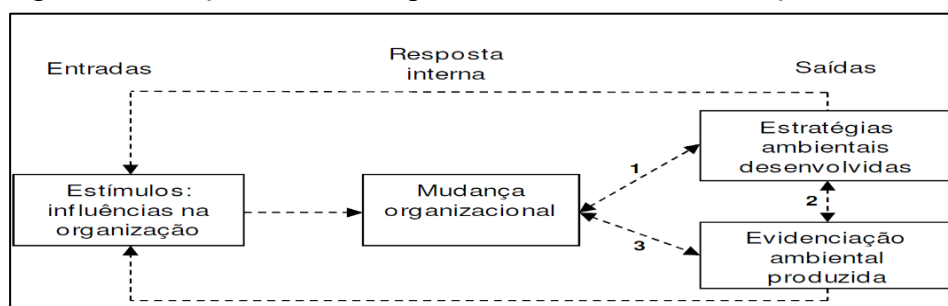 Entradas
Resposta
interna
Saídas
Estímulos:
influências na
organização
Mudança
organizacional
1
Estratégias
ambientais
desenvolvidas
2
3
Evidenciação
ambiental
produzida